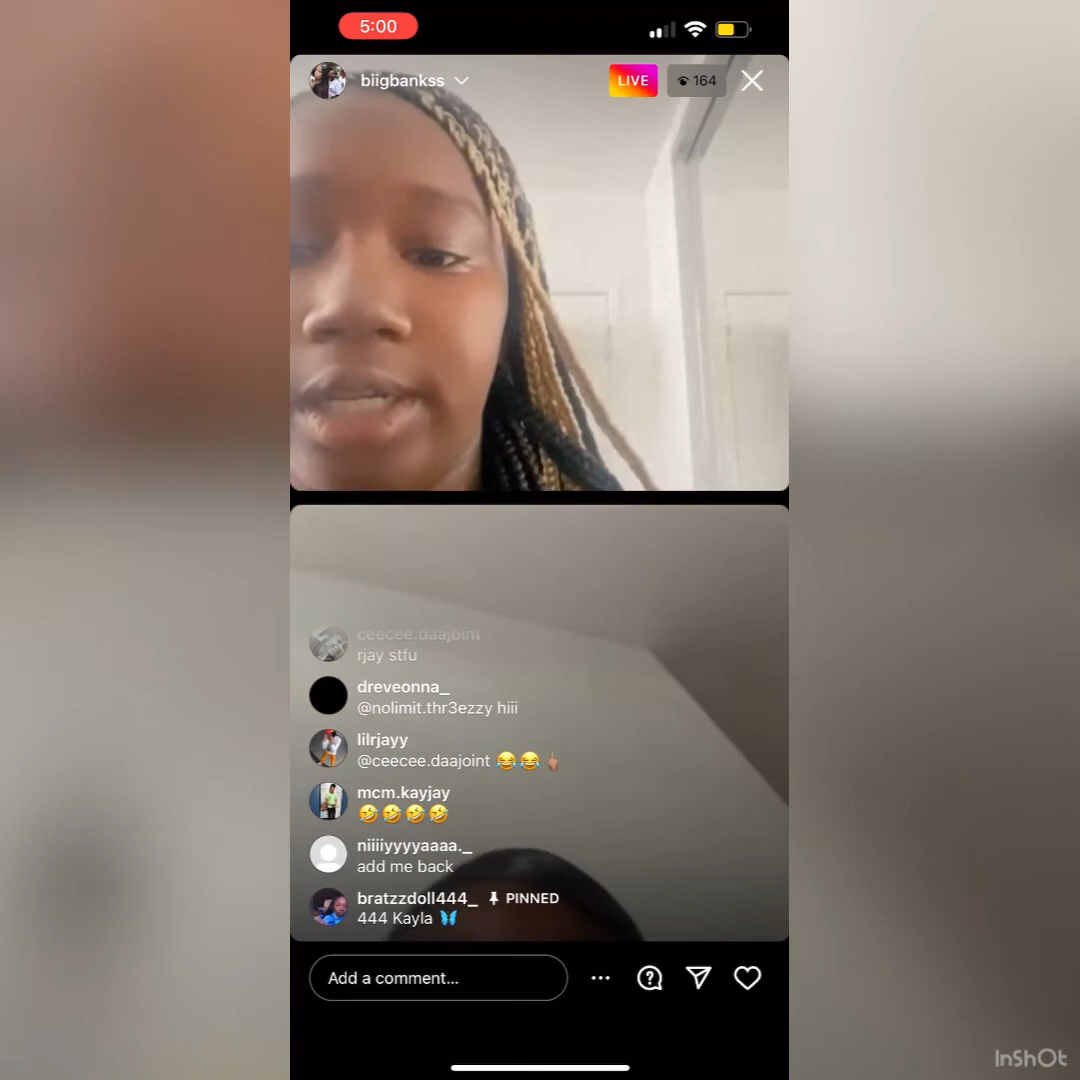 5:00
biigbankss
LIVE
164
ceecee.daajoint
rjay stfu
dreveonna_
@nolimit.thr3ezzy hiii
lilrjayy
@ceecee.daajoint 😂😂🖕🏽
mcm.kayjay
🤣🤣🤣🤣
niiiiyyyyaaaa._
add me back
bratzzdoll444_ PINNED
444 Kayla 🦋
Add a comment...
InShOt